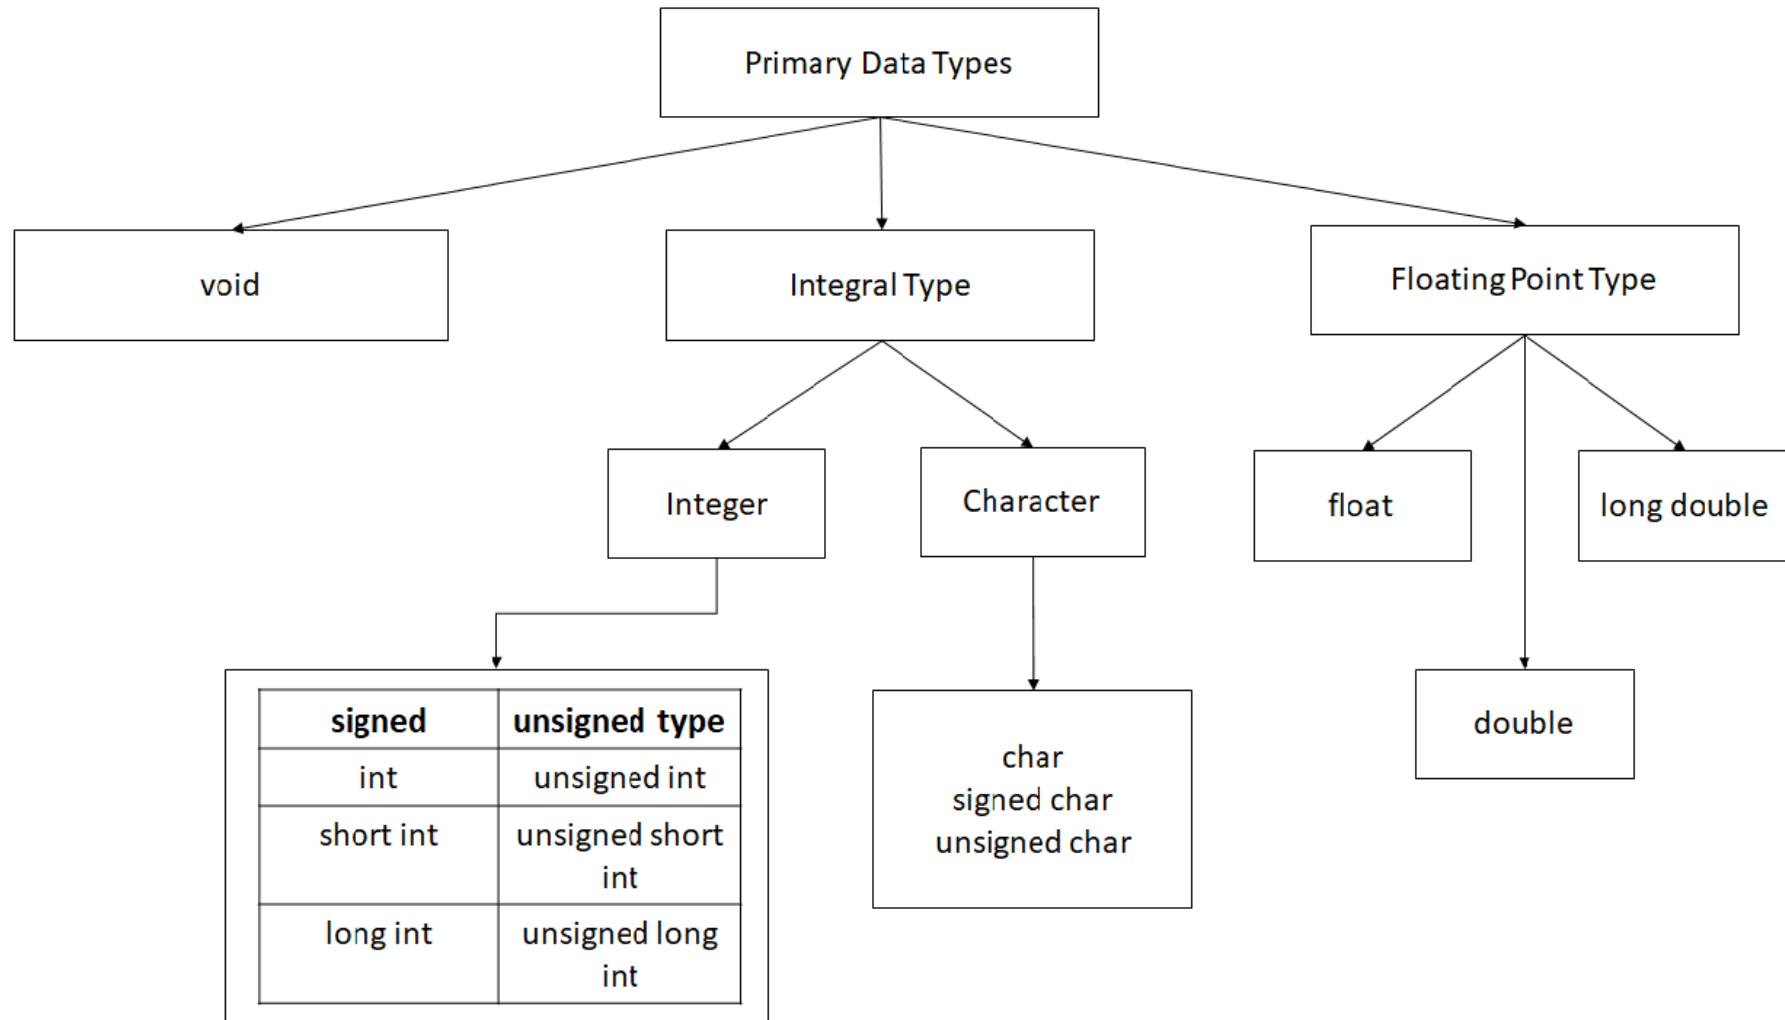 Primary Data Types
void
Integral Type
Floating Point Type
Integer
Character
float
long double
double
signed
unsigned type
int
unsigned int
short int
unsigned short
int
long int
unsigned long
int
char
signed char
unsigned char